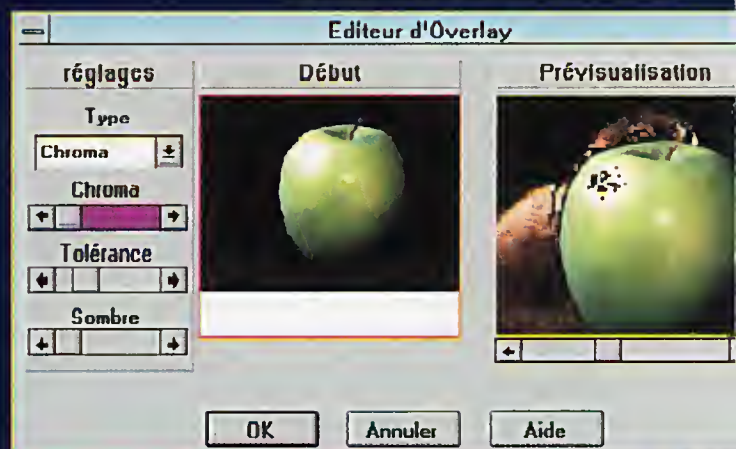 Editeur d'Overlay
réglages
Début
Prévisualisation
Type
Chroma
Chroma
Tolérance
Sombre
OK
Annuler
Aide